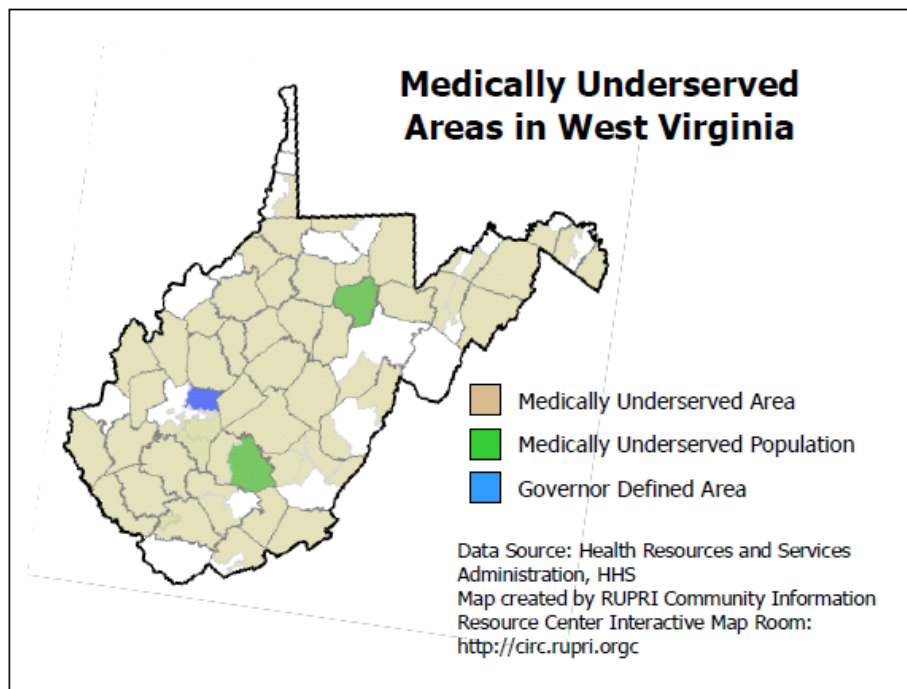 Medically Underserved
Areas in West Virginia
Medically Underserved Area
Medically Underserved Population
Governor Defined Area
Data Source: Health Resources and Services
Administration, HHS
Map created by RUPRI Community Information
Resource Center Interactive Map Room:
http://circ.rupri.orgc